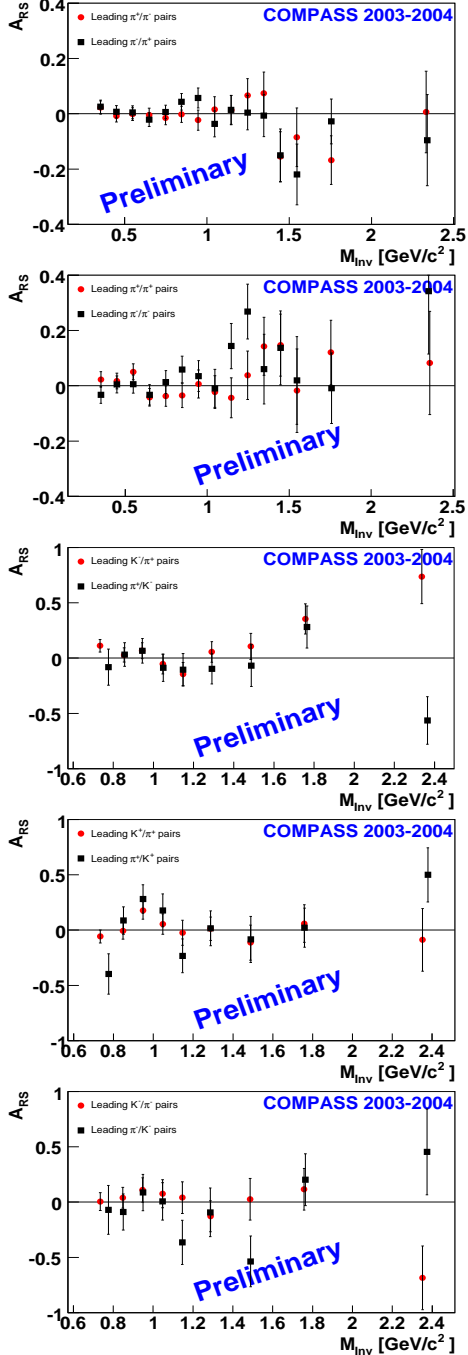 A_RS
0.4
COMPASS 2003-2004
Leading π⁺/π⁻ pairs
Leading π⁻/π⁺ pairs
0.2
0
-0.2
Preliminary
-0.4
0.5 1 1.5 2 2.5
M_Inv [GeV/c²]
A_RS
0.4
COMPASS 2003-2004
Leading π⁺/π⁺ pairs
Leading π⁻/π⁻ pairs
0.2
0
-0.2
Preliminary
-0.4
0.5 1 1.5 2 2.5
M_Inv [GeV/c²]
A_RS
1
COMPASS 2003-2004
Leading K⁻/π⁺ pairs
Leading π⁺/K⁻ pairs
0.5
0
-0.5
Preliminary
-1
0.6 0.8 1 1.2 1.4 1.6 1.8 2 2.2 2.4
M_Inv [GeV/c²]
A_RS
1
COMPASS 2003-2004
Leading K⁺/π⁺ pairs
Leading π⁺/K⁺ pairs
0.5
0
-0.5
Preliminary
-1
0.6 0.8 1 1.2 1.4 1.6 1.8 2 2.2 2.4
M_Inv [GeV/c²]
A_RS
1
COMPASS 2003-2004
Leading K⁻/π⁻ pairs
Leading π⁻/K⁻ pairs
0.5
0
-0.5
Preliminary
-1
0.6 0.8 1 1.2 1.4 1.6 1.8 2 2.2 2.4
M_Inv [GeV/c²]